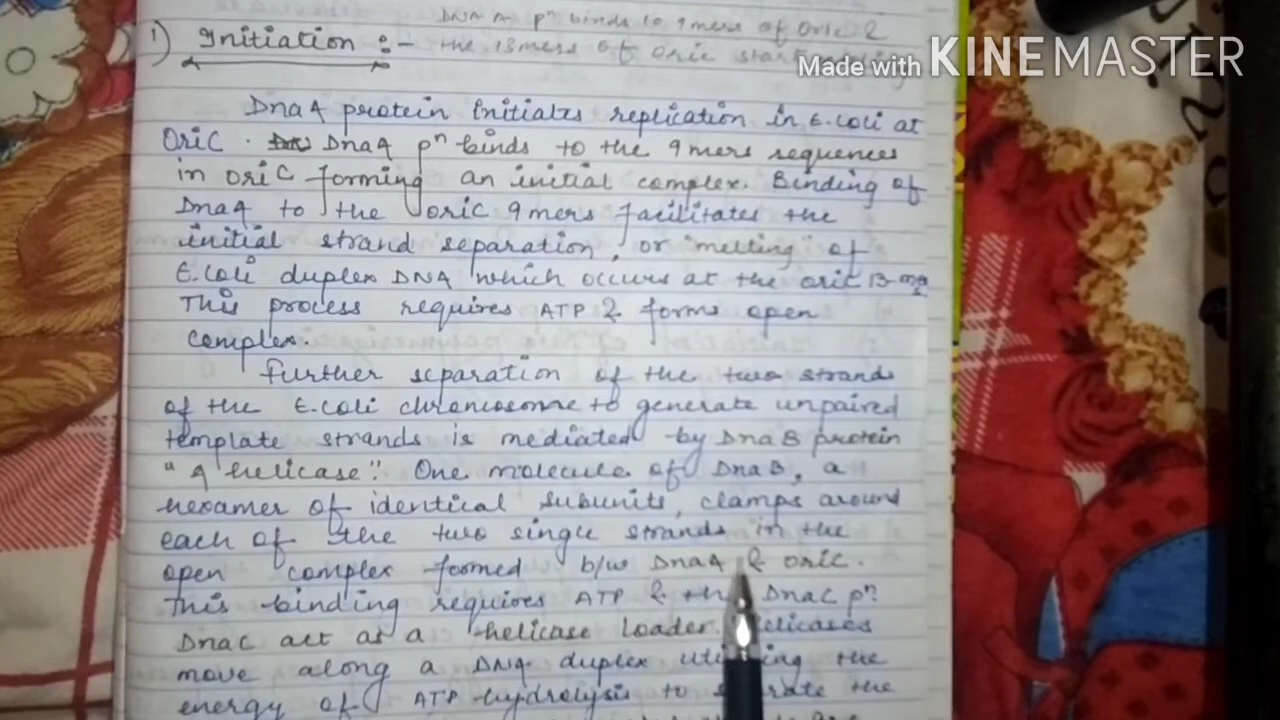 DNA A pⁿ binds to 9mers of Oric &
1) Initiation :- the 13mers of Oric start
Made with KINEMASTER
DnaA protein initiates replication in E.coli at
OriC. DnaA pⁿ binds to the 9mers sequences
in oriC forming an initial complex. Binding of
DnaA to the oriC 9mers facilitates the
initial strand separation, or "melting" of
E.coli duplex DNA which occurs at the oric 13-mers
This process requires ATP & forms open
complex.
Further separation of the two strands
of the E.coli chromosome to generate unpaired
template strands is mediated by DnaB protein
"A helicase". One molecule of DnaB, a
hexamer of identical subunits, clamps around
each of the two single strands in the
open complex formed b/w DnaA & oriC.
This binding requires ATP & the DnaC pⁿ.
DnaC act as a helicase loader. Helicases
move along a DNA duplex utilizing the
energy of ATP hydrolysis to separate the